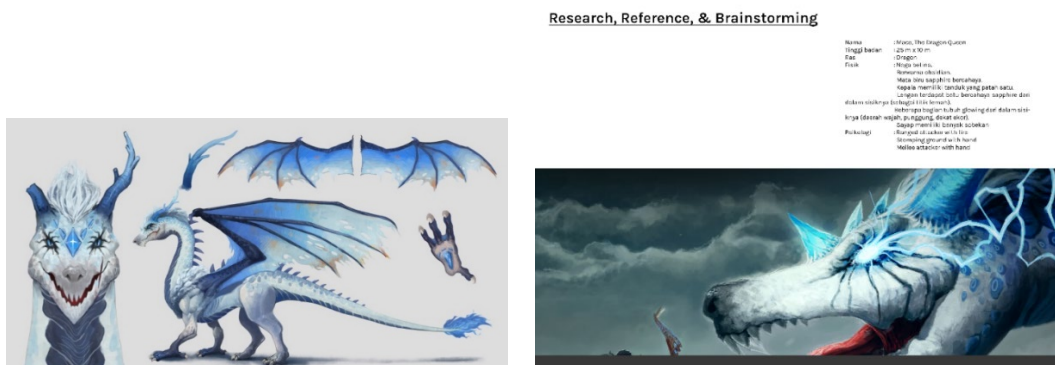 Research, Reference, & Brainstorming
Nama : Maxa, The Dragon Queen
Tinggi badan : 25 m x 10 m
Ras : Dragon
Fisik : Naga betina.
Berwarna obsidian.
Mata biru sapphire bercahaya.
Kepala memiliki tanduk yang patah satu.
Lengan terdapat batu bercahaya sapphire dari
dalam sisiknya (sebagai titik lemah).
Beberapa bagian tubuh glowing dari dalam sisi-
knya (daerah wajah, punggung, dekat ekor).
Sayap memiliki banyak sobekan
Psikologi : Ranged attacker with fire
Stomping ground with hand
Melee attacker with hand